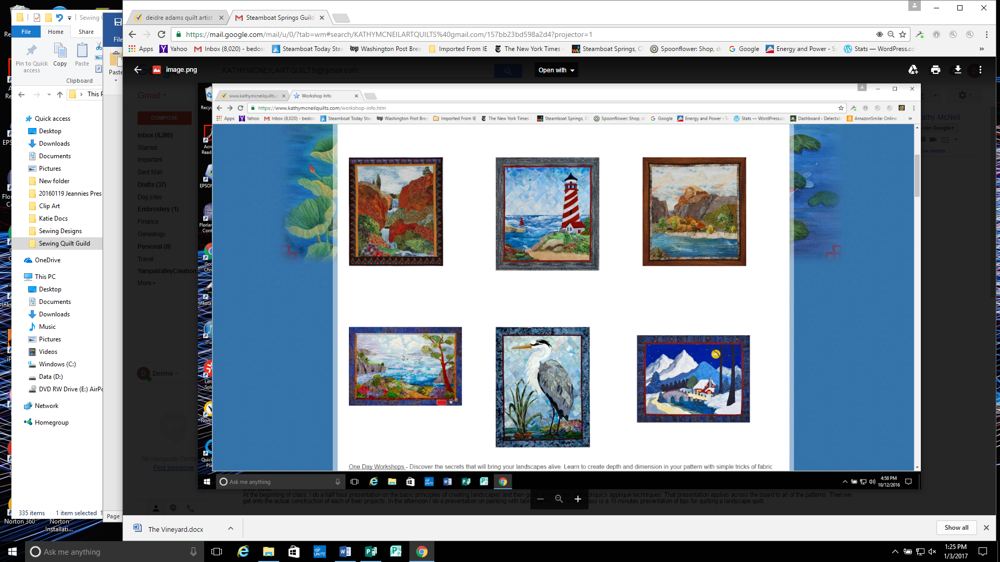 Sewing
deidre adams quilt artist
Steamboat Springs Guild
File
Home
Share
https://mail.google.com/mail/u/0/?tab=wm#search/KATHYMCNEILARTQUILTS%40gmail.com/157bb23bd598a2d4?projector=1
Apps
Yahoo
Inbox (8,020) - bedos
Steamboat Today Stea
Washington Post Brea
Imported From IE
The New York Times -
Steamboat Springs, C
Spoonflower: Shop, d
Google
Energy and Power - S
Stats — WordPress.co
Pin to Quick access
Copy
Paste
Clipboard
File
Paste
image.png
KATHYMCNEILARTQUILTS@gmail.com
Open with
This P
Quick access
Desktop
Downloads
Documents
Pictures
New folder
20160119 Jeannies Pres
Clip Art
Katie Docs
Sewing Designs
Sewing Quilt Guild
OneDrive
This PC
Desktop
Documents
Downloads
Music
Pictures
Videos
Windows (C:)
Data (D:)
DVD RW Drive (E:) AirPo
Network
Homegroup
335 items
1 item selected
Page
Gmail
COMPOSE
Inbox (8,280)
Starred
Important
Sent Mail
Drafts (37)
Dog sites
Embroidery (1)
Finance
Genealogy
Personal (8)
Travel
YampaValleyCreation
More
Donine
No Hangouts Conta
Find someone
www.kathymcneilquilts.c
Workshop Info
https://www.kathymcneilquilts.com/workshop-info.htm
Apps
Yahoo
Inbox (8,020) - bedos
Steamboat Today Stea
Washington Post Brea
Imported From IE
The New York Times -
Steamboat Springs, C
Spoonflower: Shop, d
Google
Energy and Power - S
Stats — WordPress.co
Dashboard ‹ Delectab
AmazonSmile: Online
One Day Workshops - Discover the secrets that will bring your landscapes alive. Learn to create depth and dimension in your pattern with simple tricks of fabric
Ask me anything
4:58 PM
10/12/2016
At the beginning of class, I do a half hour presentation on the basic principles of creating landscapes and then go
pliquick appliqué techniques. That presentation applies across the board to all of the patterns. Then we
get onto the actual construction of each of their projects. In the afternoon I do a presentation on painting with fabric
ss is a 15 minutes presentation of tips for quilting a landscape quilt.
athy McNeil
Join Google+
Norton 360
Norton Installati...
The Vineyard.docx
Show all
Ask me anything
1:25 PM
1/3/2017